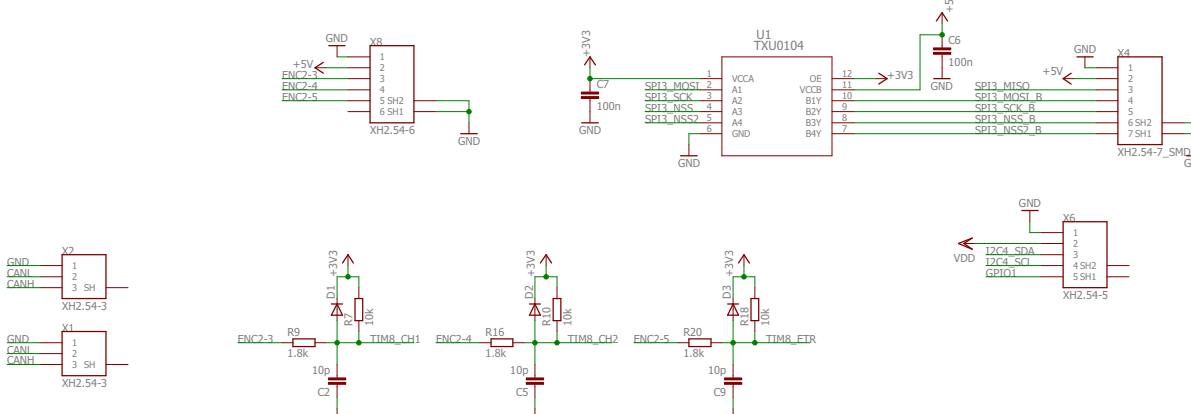 GND
X8
+5V
ENC2-3
ENC2-4
ENC2-5
1
2
3
4
5 SH2
6 SH1
XH2.54-6
GND
+3V3
C7
100n
GND
U1
TXU0104
SPI3_MOSI
SPI3_SCK
SPI3_NSS
SPI3_NSS2
1
2
3
4
5
6
VCCA
A1
A2
A3
A4
GND
OE
VCCB
B1Y
B2Y
B3Y
B4Y
12
11
10
9
8
7
GND
+3V3
+5
C6
100n
GND
GND
X4
+5V
SPI3_MISO
SPI3_MOSI_B
SPI3_SCK_B
SPI3_NSS_B
SPI3_NSS2_B
1
2
3
4
5
6 SH2
7 SH1
XH2.54-7_SMD
G
X2
GND
CANL
CANH
1
2
3 SH
XH2.54-3
X1
GND
CANL
CANH
1
2
3 SH
XH2.54-3
+3V3
D1
R7
10k
ENC2-3
R9
1.8k
TIM8_CH1
10p
C2
+3V3
D2
R10
10k
ENC2-4
R16
1.8k
TIM8_CH2
10p
C5
+3V3
D3
R18
10k
ENC2-5
R20
1.8k
TIM8_ETR
10p
C9
GND
X6
VDD
I2C4_SDA
I2C4_SCL
GPIO1
1
2
3
4 SH2
5 SH1
XH2.54-5